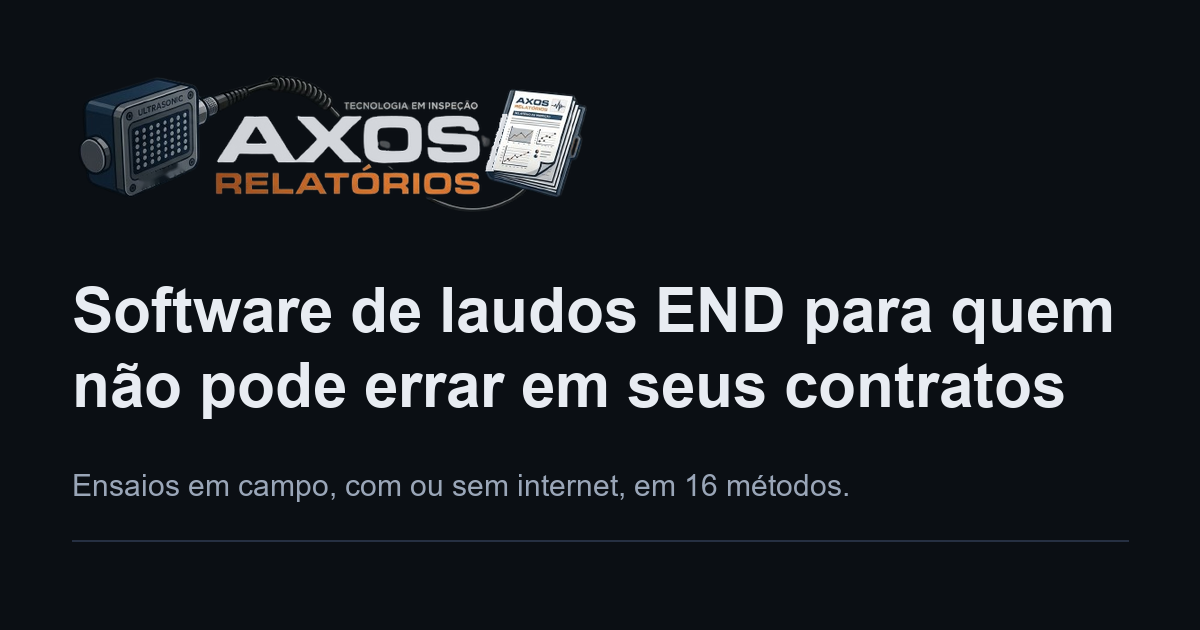 ULTRASONIC
TECNOLOGIA EM INSPEÇÃO
AXOS
RELATÓRIOS
AXOS
RELATÓRIOS
Software de laudos END para quem
não pode errar em seus contratos
Ensaios em campo, com ou sem internet, em 16 métodos.